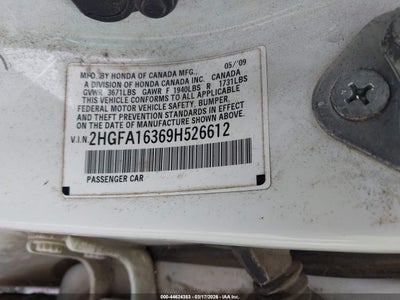 MFD. BY HONDA OF CANADA MFG., 05/'09
A DIVISION OF HONDA CANADA INC. CANADA
GVWR 3671LBS GAWR F 1940LBS R 1731LBS
THIS VEHICLE CONFORMS TO ALL APPLICABLE
FEDERAL MOTOR VEHICLE SAFETY, BUMPER,
AND THEFT PREVENTION STANDARDS IN EFFECT
ON THE DATE OF MANUFACTURE SHOWN ABOVE.
V.I.N. 2HGFA16369H526612
PASSENGER CAR
000-44624383 - 03/17/2026 - IAA Inc.